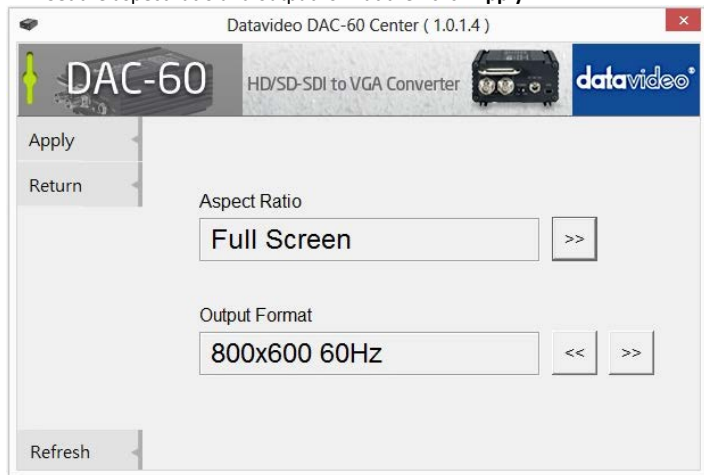 Datavideo DAC-60 Center ( 1.0.1.4 )
DAC-60
HD/SD-SDI to VGA Converter
datavideo
Apply
Return
Aspect Ratio
Full Screen
>>
Output Format
800x600 60Hz
<< >>
Refresh